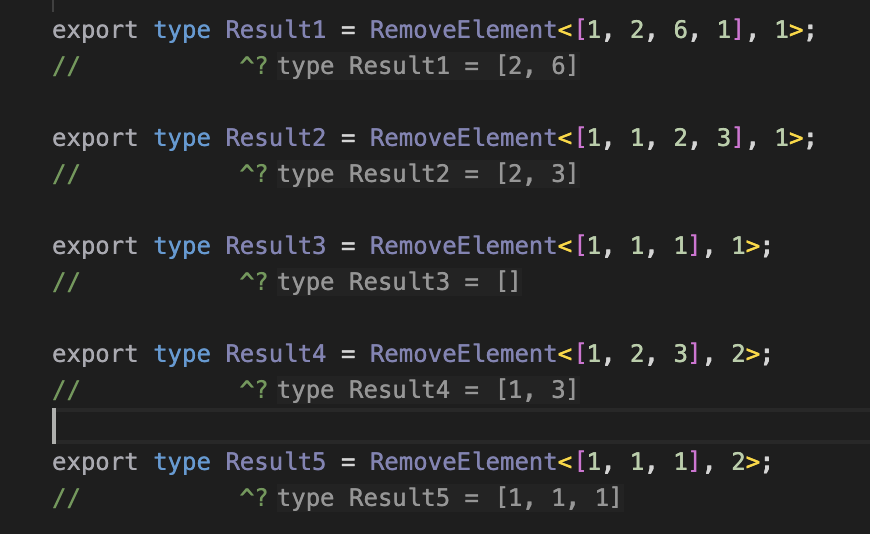 export type Result1 = RemoveElement<[1, 2, 6, 1], 1>;
//           ^? type Result1 = [2, 6]
export type Result2 = RemoveElement<[1, 1, 2, 3], 1>;
//           ^? type Result2 = [2, 3]
export type Result3 = RemoveElement<[1, 1, 1], 1>;
//           ^? type Result3 = []
export type Result4 = RemoveElement<[1, 2, 3], 2>;
//           ^? type Result4 = [1, 3]
export type Result5 = RemoveElement<[1, 1, 1], 2>;
//           ^? type Result5 = [1, 1, 1]